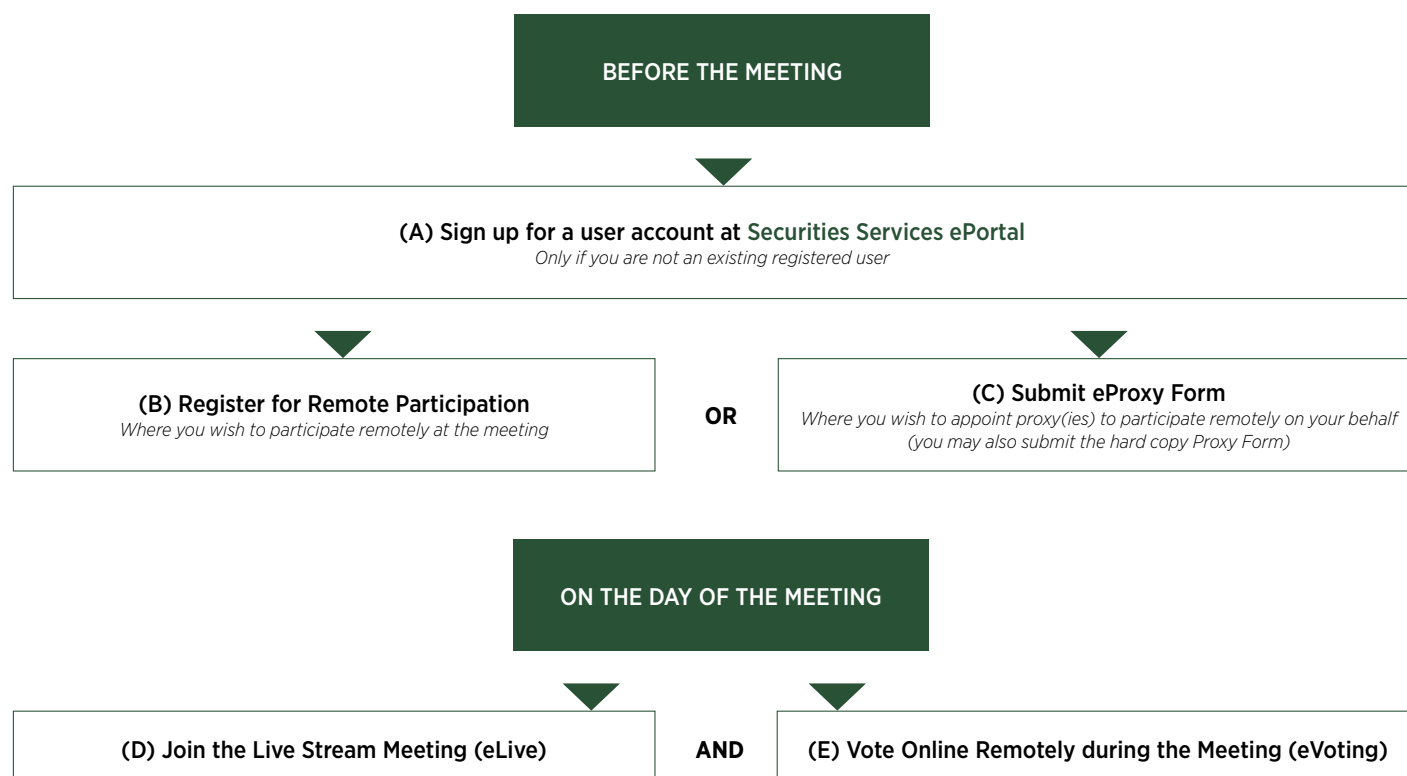 BEFORE THE MEETING
(A) Sign up for a user account at Securities Services ePortal
Only if you are not an existing registered user
(B) Register for Remote Participation
Where you wish to participate remotely at the meeting
OR
(C) Submit eProxy Form
Where you wish to appoint proxy(ies) to participate remotely on your behalf
(you may also submit the hard copy Proxy Form)
ON THE DAY OF THE MEETING
(D) Join the Live Stream Meeting (eLive)
AND
(E) Vote Online Remotely during the Meeting (eVoting)